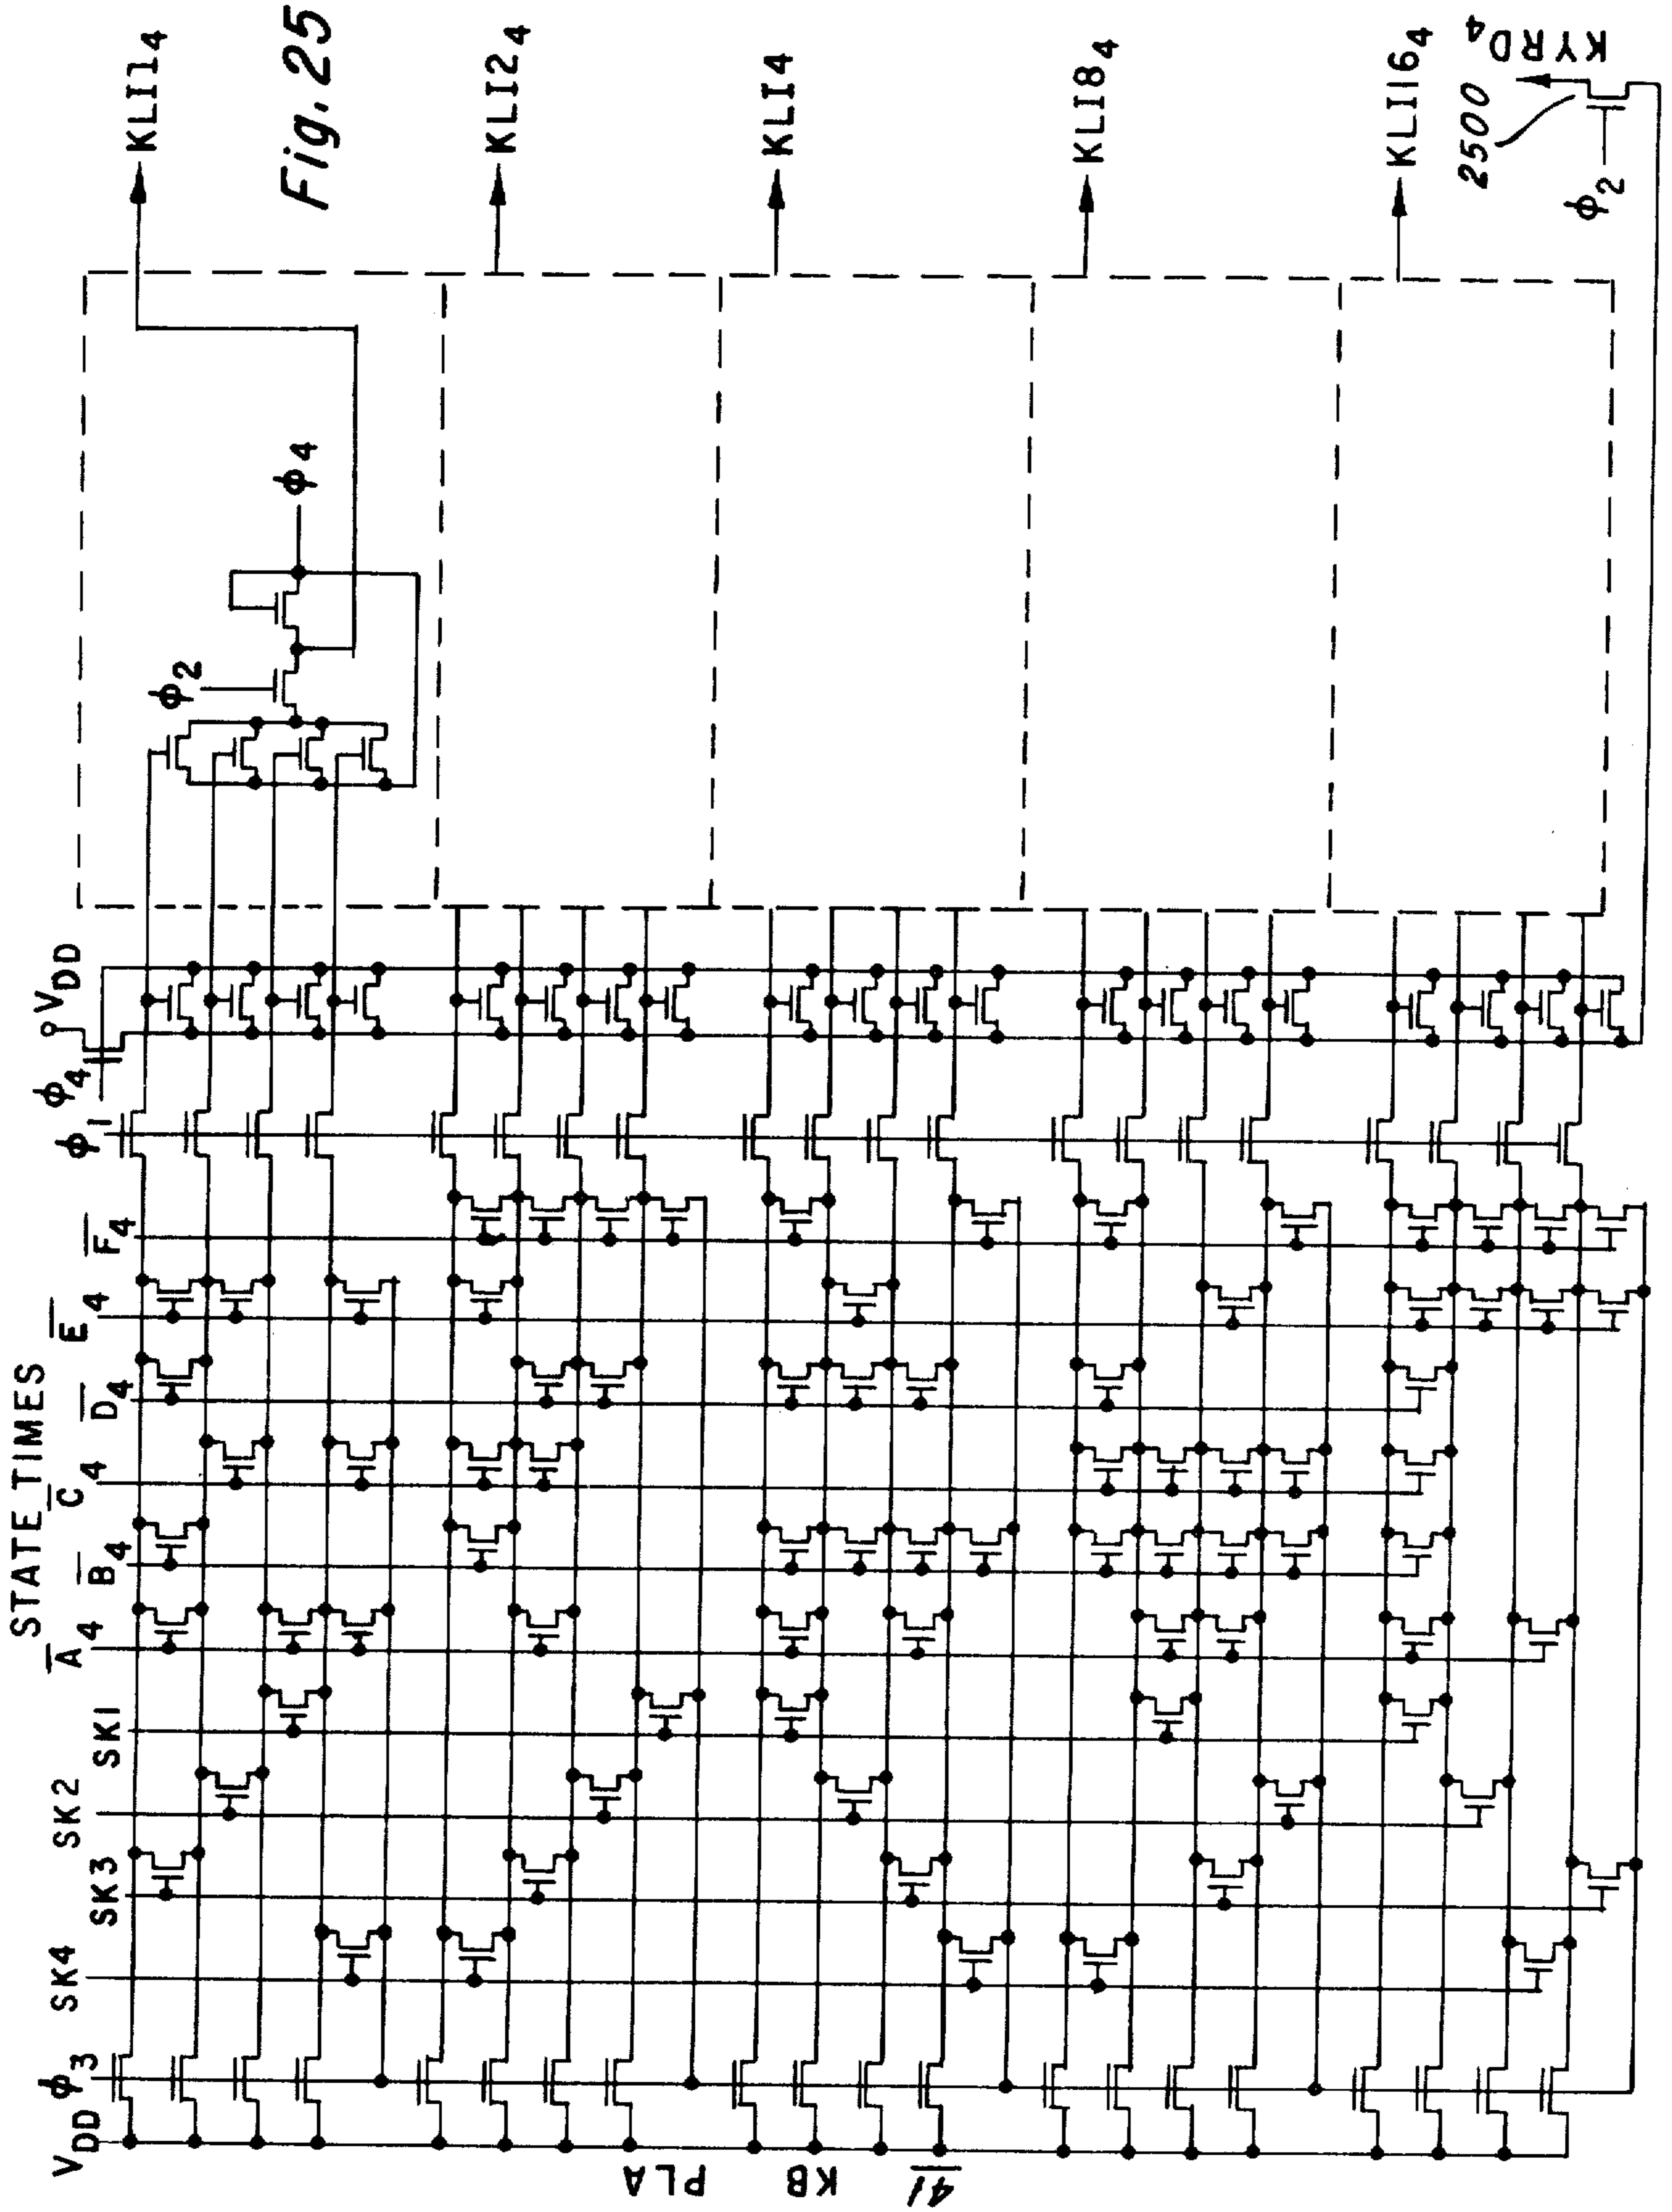 Fig. 25
STATE TIMES
V_DD
ϕ3
SK4
SK3
SK2
SK1
A̅4
B̅4
C̅4
D̅4
E̅4
F̅4
ϕ1
ϕ4
V_DD
ϕ2
ϕ4
KLI1₄
KLI2₄
KLI4
KLI8₄
KLI16₄
2500
KYRD₄
ϕ2
KB PLA
41